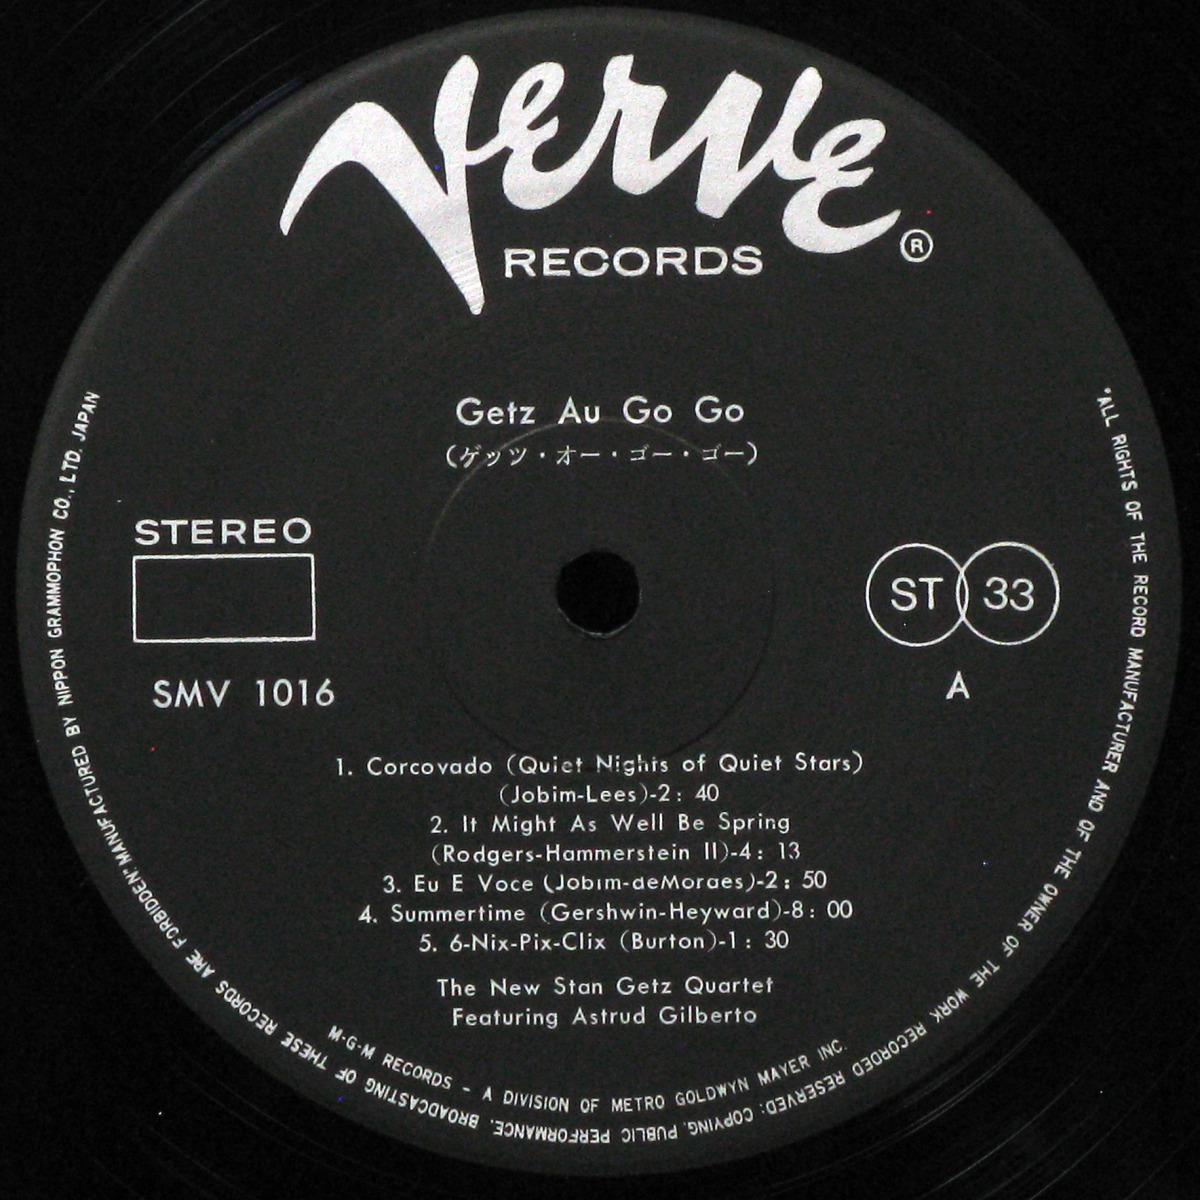 Verve
RECORDS ®
Getz Au Go Go
(ゲッツ・オー・ゴー・ゴー)
STEREO
ST 33
SMV 1016
A
1. Corcovado (Quiet Nights of Quiet Stars)
(Jobim-Lees)-2: 40
2. It Might As Well Be Spring
(Rodgers-Hammerstein II)-4: 13
3. Eu E Voce (Jobim-deMoraes)-2: 50
4. Summertime (Gershwin-Heyward)-8: 00
5. 6-Nix-Pix-Clix (Burton)-1: 30
The New Stan Getz Quartet
Featuring Astrud Gilberto
M-G-M RECORDS - A DIVISION OF METRO GOLDWYN MAYER INC.
"ALL RIGHTS OF THE RECORD MANUFACTURER AND OF THE OWNER OF THE WORK RECORDED RESERVED: COPYING. PUBLIC PERFORMANCE. BROADCASTING OF THESE RECORDS ARE FORBIDDEN" MANUFACTURED BY NIPPON GRAMMOPHON CO., LTD. JAPAN